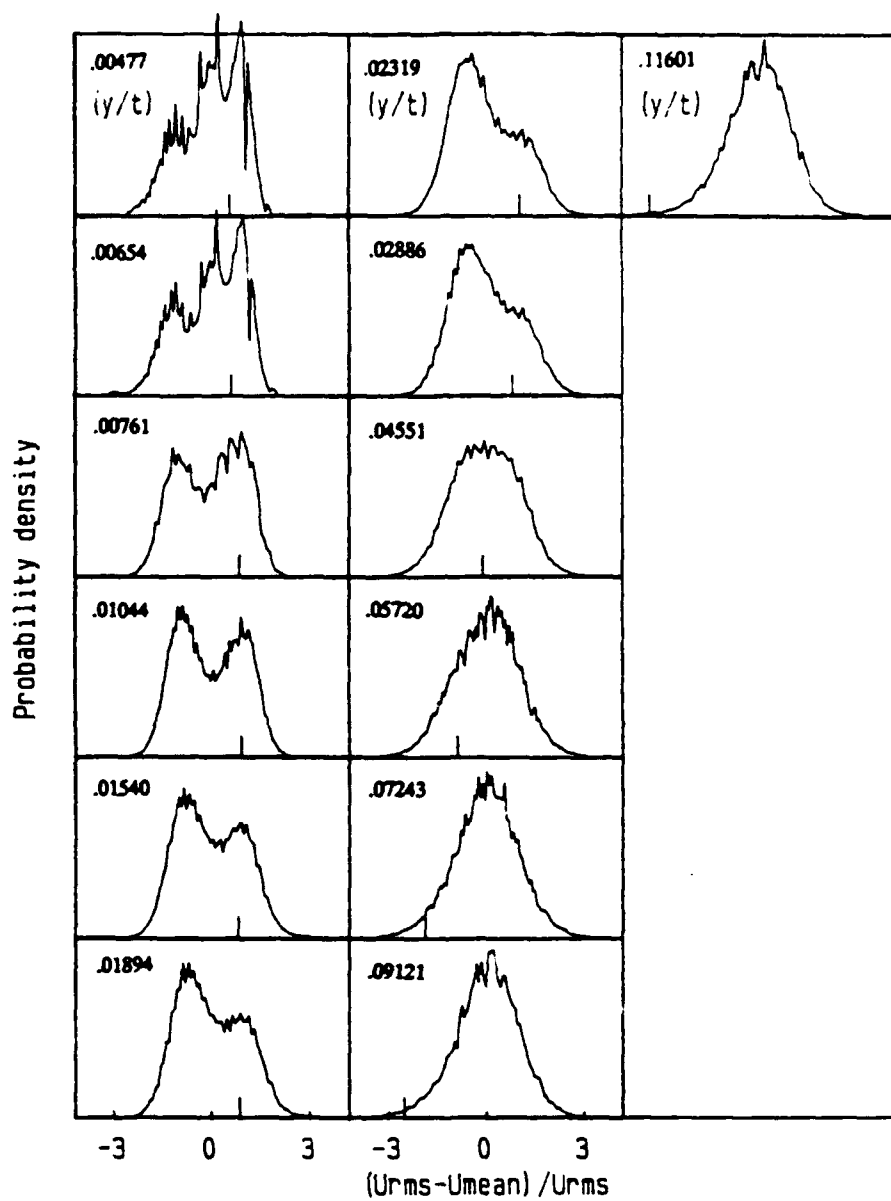 .00477
(y/t)
.02319
(y/t)
.11601
(y/t)
.00654
.02886
.00761
.04551
.01044
.05720
.01540
.07243
.01894
.09121
Probability density
-3 0 3 -3 0 3
(Urms-Umean)/Urms